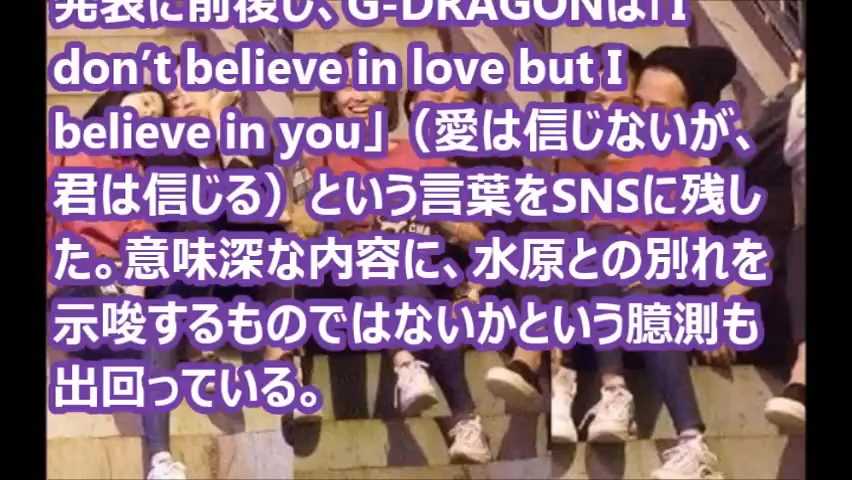 発表に前後し、G-DRAGONは「I
don't believe in love but I
believe in you」（愛は信じないが、
君は信じる）という言葉をSNSに残し
た。意味深な内容に、水原との別れを
示唆するものではないかという臆測も
出回っている。